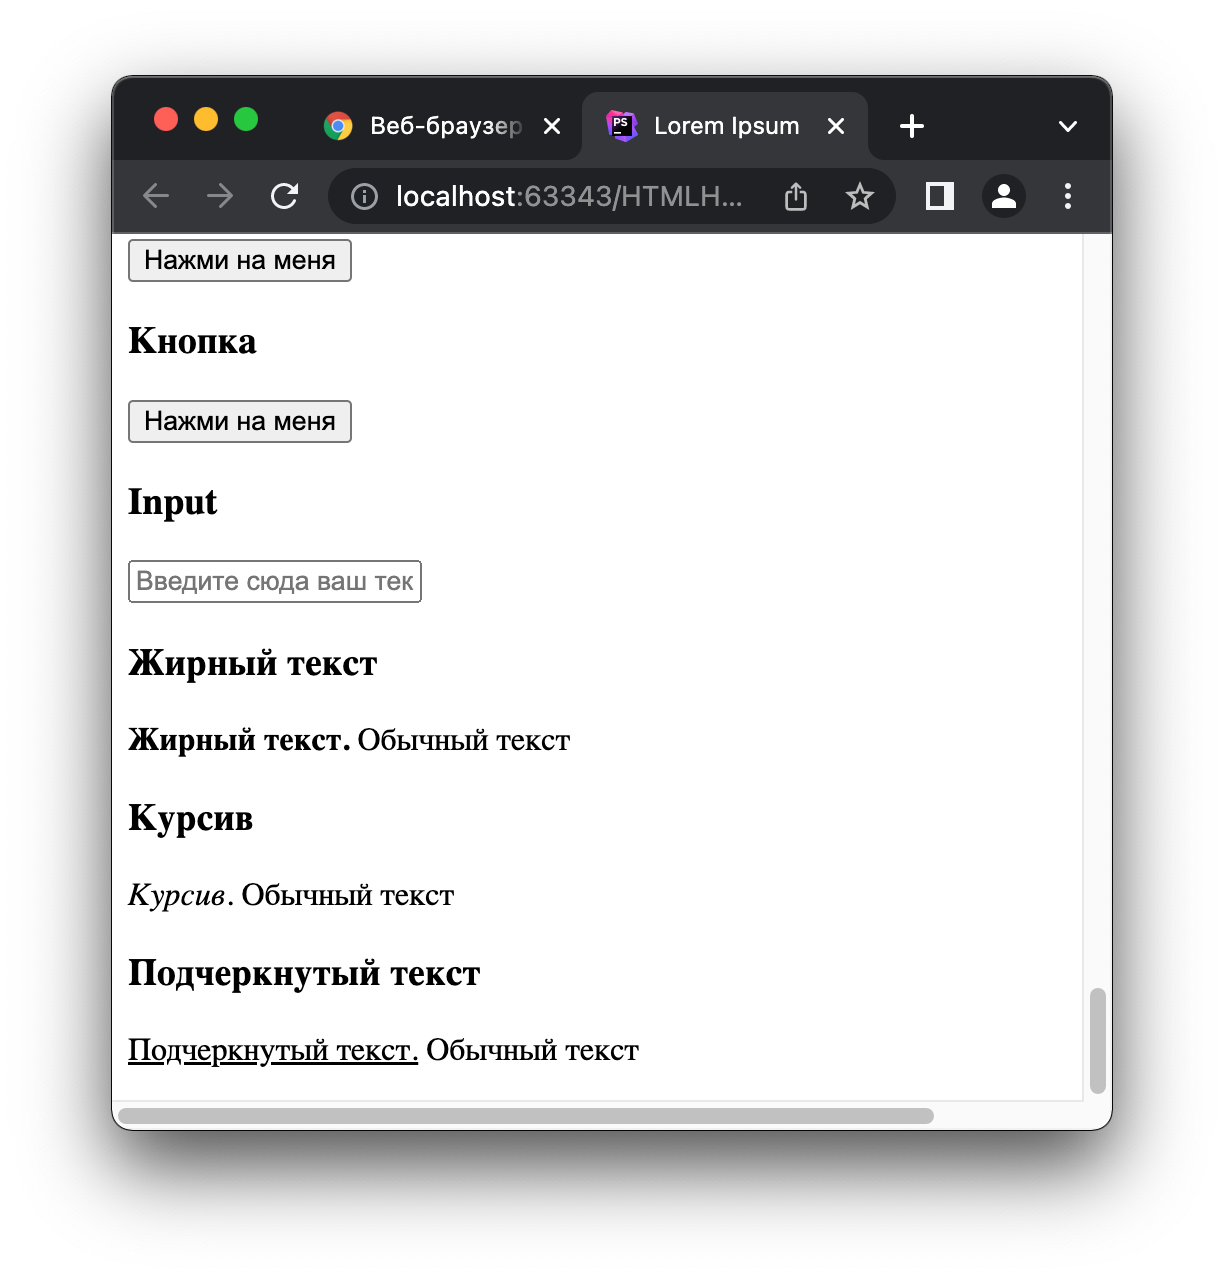 Веб-браузер
PS
Lorem Ipsum
localhost:63343/HTMLH...
Нажми на меня
Кнопка
Нажми на меня
Input
Введите сюда ваш тек
Жирный текст
Жирный текст. Обычный текст
Курсив
Курсив. Обычный текст
Подчеркнутый текст
Подчеркнутый текст. Обычный текст